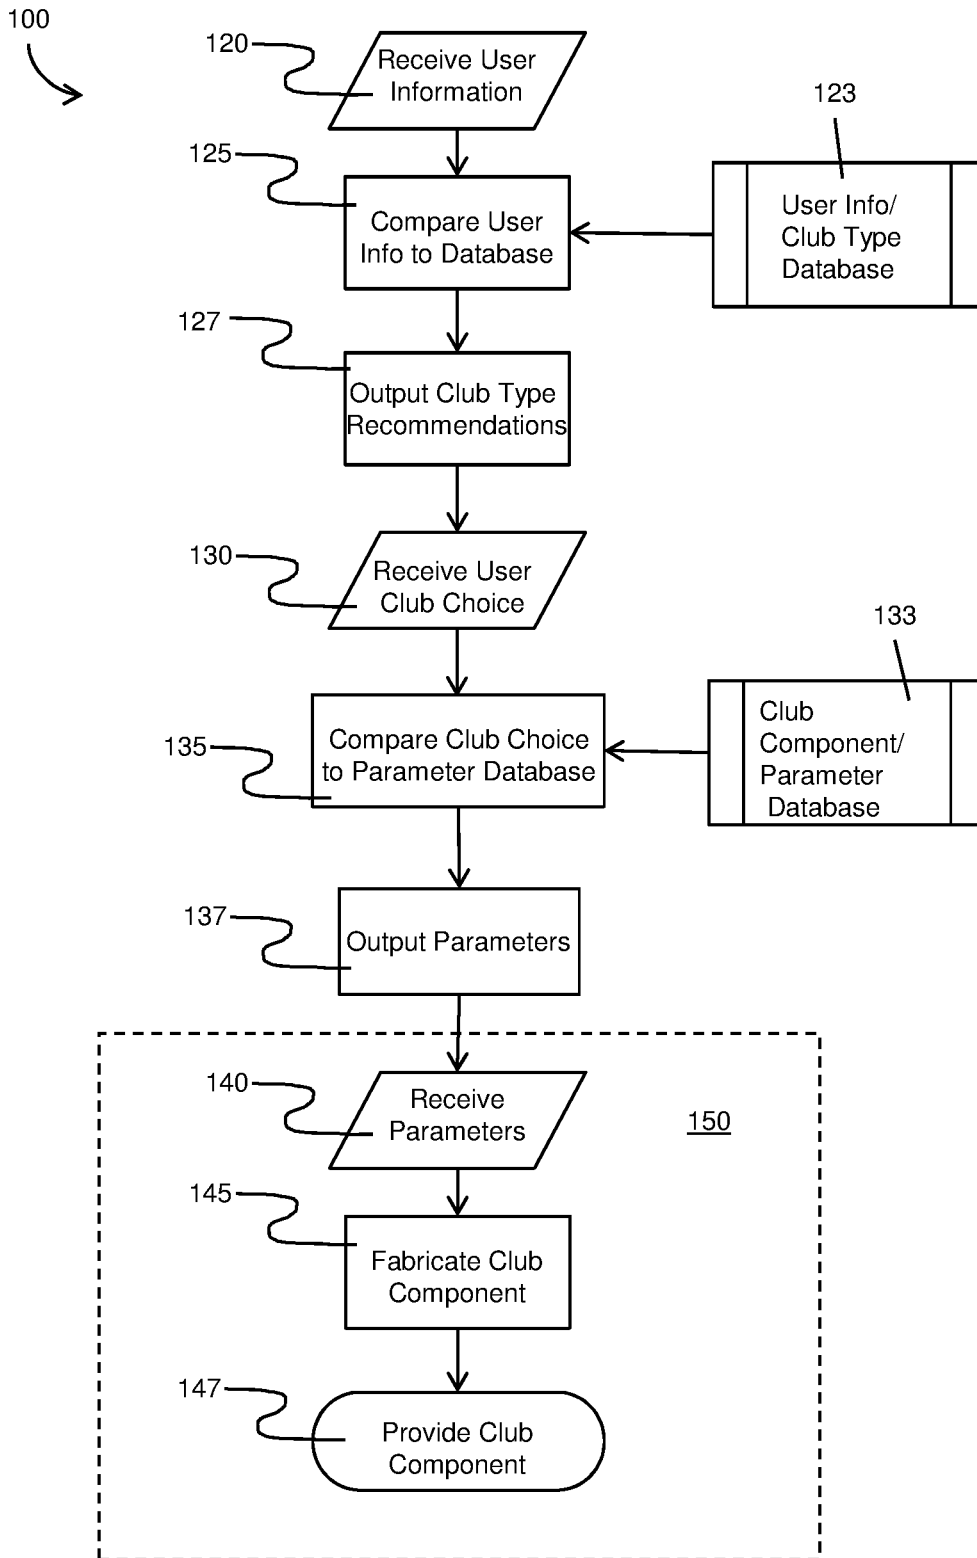 100
120
Receive User
Information
123
125
Compare User
Info to Database
User Info/
Club Type
Database
127
Output Club Type
Recommendations
130
Receive User
Club Choice
133
135
Compare Club Choice
to Parameter Database
Club
Component/
Parameter
Database
137
Output Parameters
140
Receive
Parameters
150
145
Fabricate Club
Component
147
Provide Club
Component